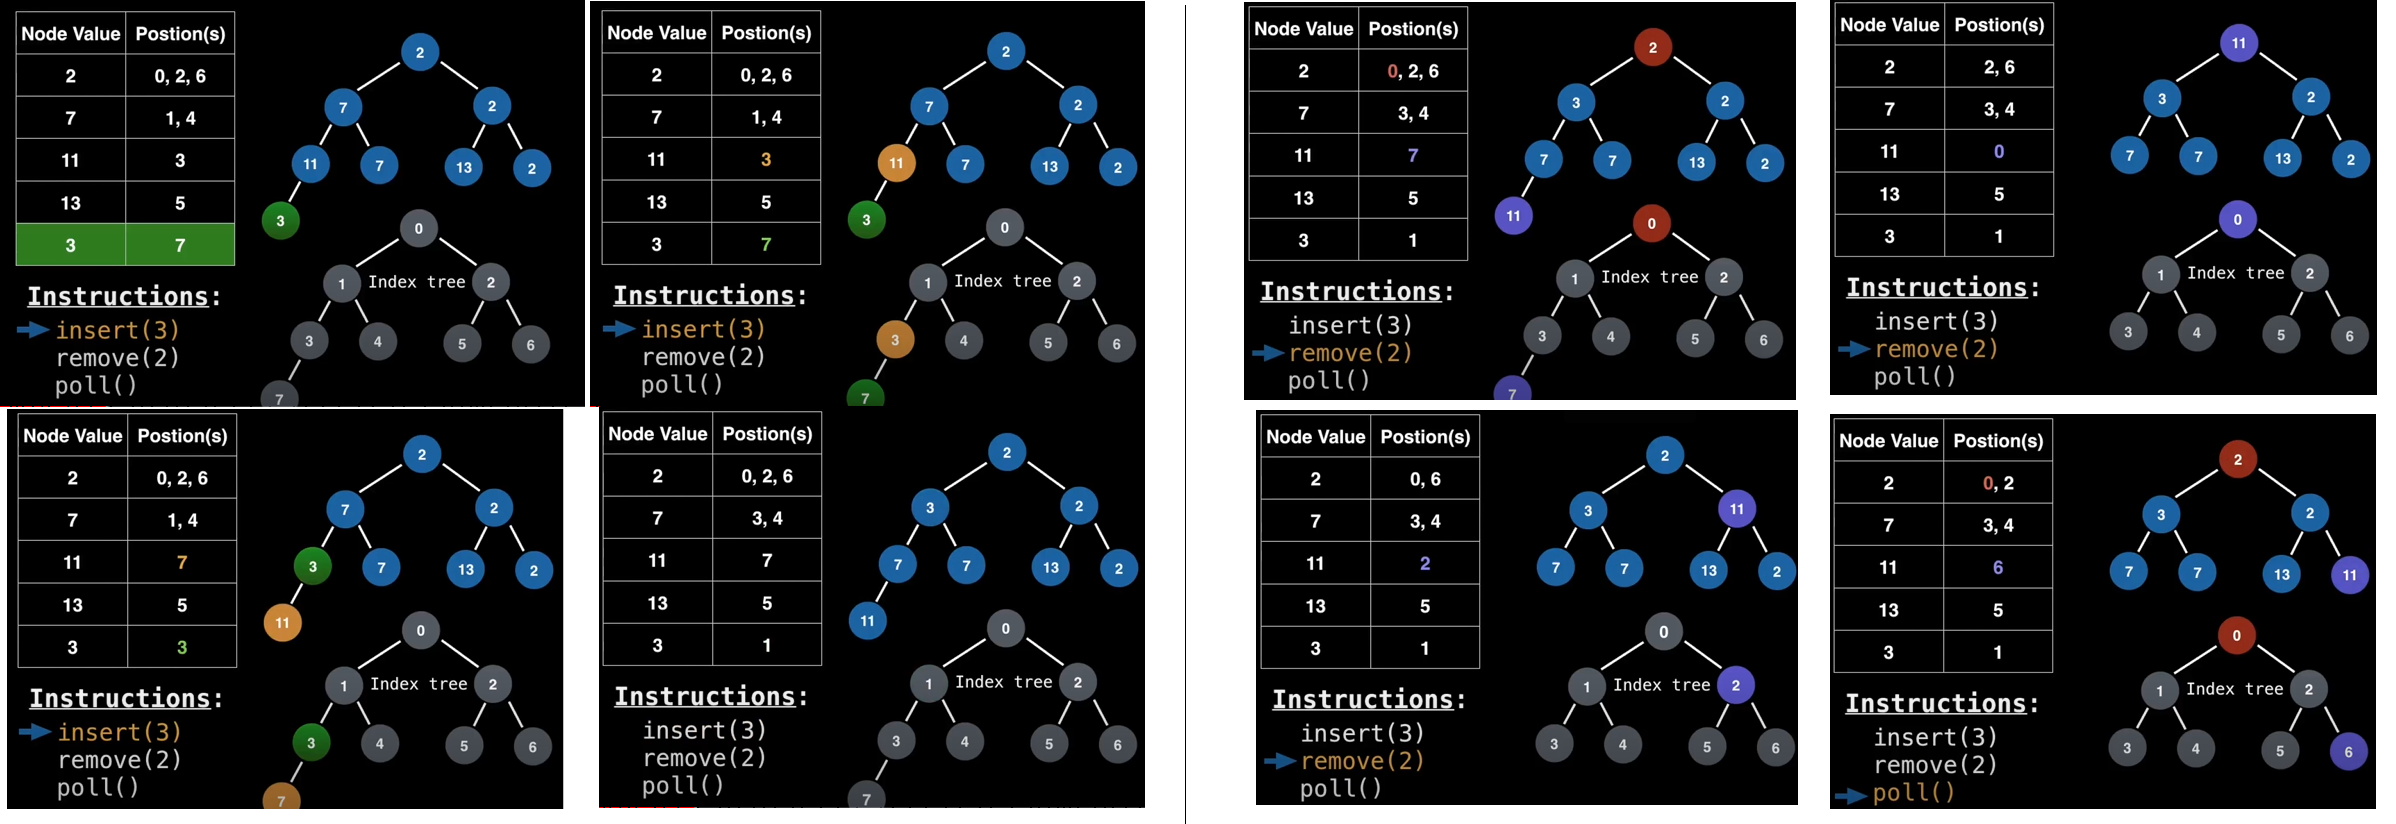 Node Value Postion(s)
2 0, 2, 6
7 1, 4
11 3
13 5
3 7
Instructions:
insert(3)
remove(2)
poll()
2
7 2
11 7 13 2
3
0
1 Index tree 2
3 4 5 6
7
Node Value Postion(s)
2 0, 2, 6
7 1, 4
11 3
13 5
3 7
Instructions:
insert(3)
remove(2)
poll()
2
7 2
11 7 13 2
3
0
1 Index tree 2
3 4 5 6
7
Node Value Postion(s)
2 0, 2, 6
7 1, 4
11 7
13 5
3 3
Instructions:
insert(3)
remove(2)
poll()
2
7 2
3 7 13 2
11
0
1 Index tree 2
3 4 5 6
7
Node Value Postion(s)
2 0, 2, 6
7 3, 4
11 7
13 5
3 1
Instructions:
insert(3)
remove(2)
poll()
2
3 2
7 7 13 2
11
0
1 Index tree 2
3 4 5 6
7
Node Value Postion(s)
2 0, 2, 6
7 3, 4
11 7
13 5
3 1
Instructions:
insert(3)
remove(2)
poll()
2
3 2
7 7 13 2
11
0
1 Index tree 2
3 4 5 6
7
Node Value Postion(s)
2 2, 6
7 3, 4
11 0
13 5
3 1
Instructions:
insert(3)
remove(2)
poll()
11
3 2
7 7 13 2
0
1 Index tree 2
3 4 5 6
Node Value Postion(s)
2 0, 6
7 3, 4
11 2
13 5
3 1
Instructions:
insert(3)
remove(2)
poll()
2
3 11
7 7 13 2
0
1 Index tree 2
3 4 5 6
Node Value Postion(s)
2 0, 2
7 3, 4
11 6
13 5
3 1
Instructions:
insert(3)
remove(2)
poll()
2
3 2
7 7 13 11
0
1 Index tree 2
3 4 5 6